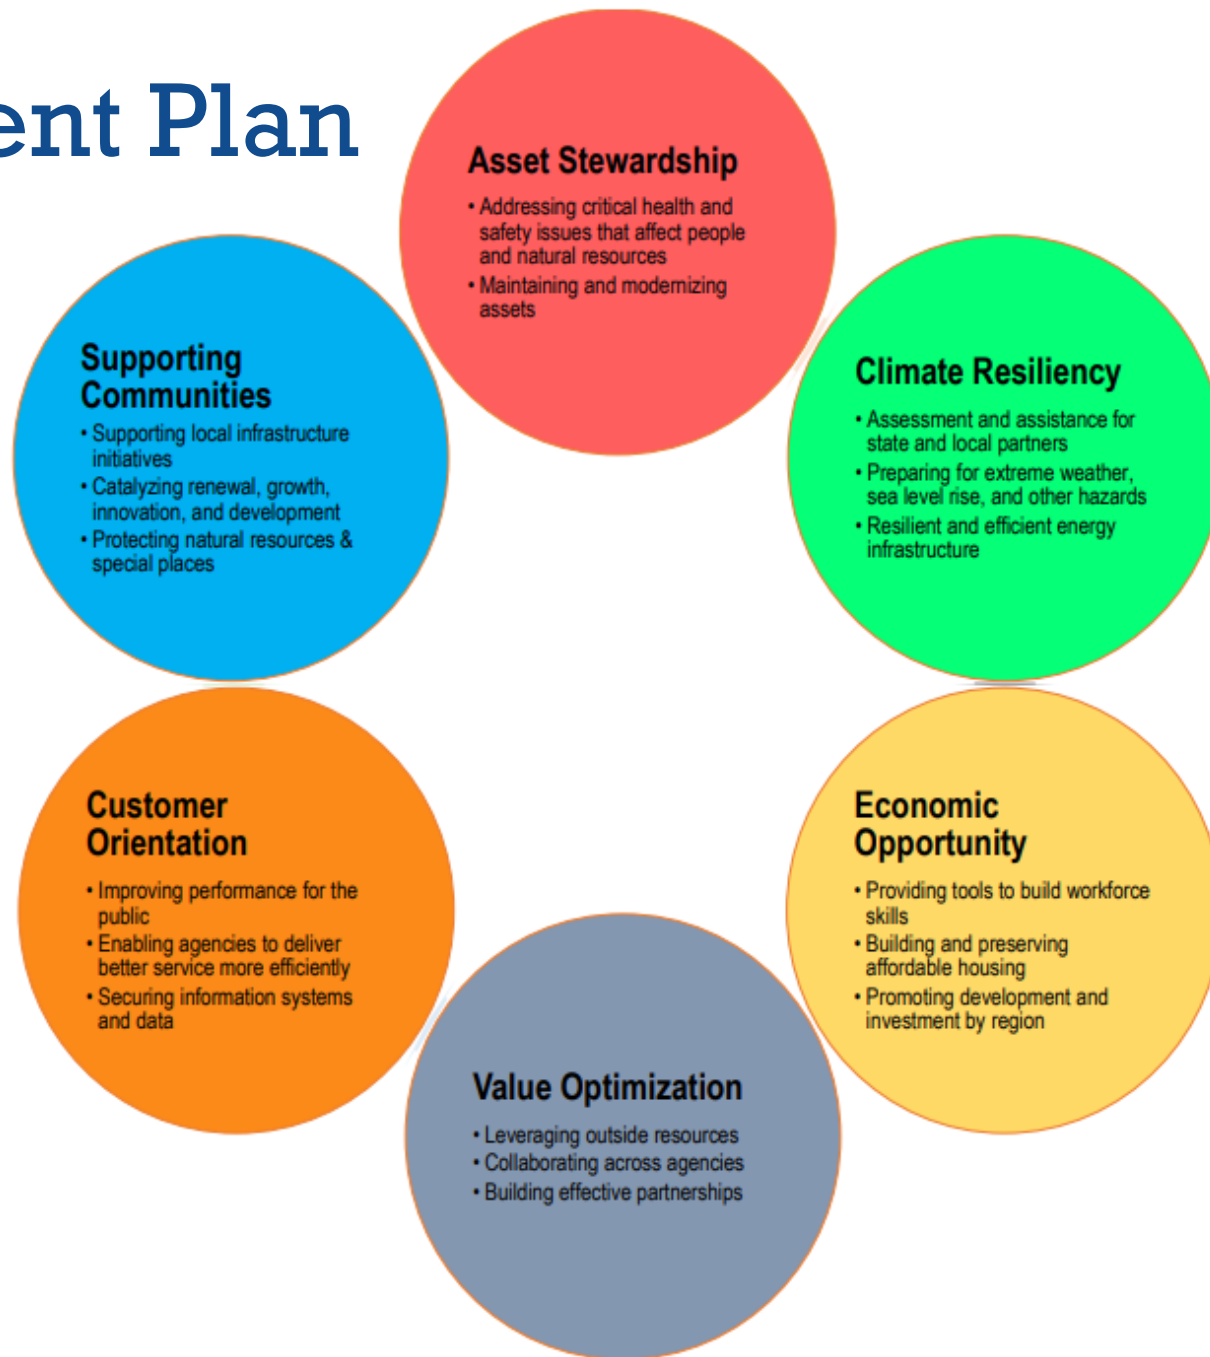 ent Plan
Asset Stewardship
• Addressing critical health and
safety issues that affect people
and natural resources
• Maintaining and modernizing
assets
Climate Resiliency
• Assessment and assistance for
state and local partners
• Preparing for extreme weather,
sea level rise, and other hazards
• Resilient and efficient energy
infrastructure
Economic
Opportunity
• Providing tools to build workforce
skills
• Building and preserving
affordable housing
• Promoting development and
investment by region
Value Optimization
• Leveraging outside resources
• Collaborating across agencies
• Building effective partnerships
Customer
Orientation
• Improving performance for the
public
• Enabling agencies to deliver
better service more efficiently
• Securing information systems
and data
Supporting
Communities
• Supporting local infrastructure
initiatives
• Catalyzing renewal, growth,
innovation, and development
• Protecting natural resources &
special places